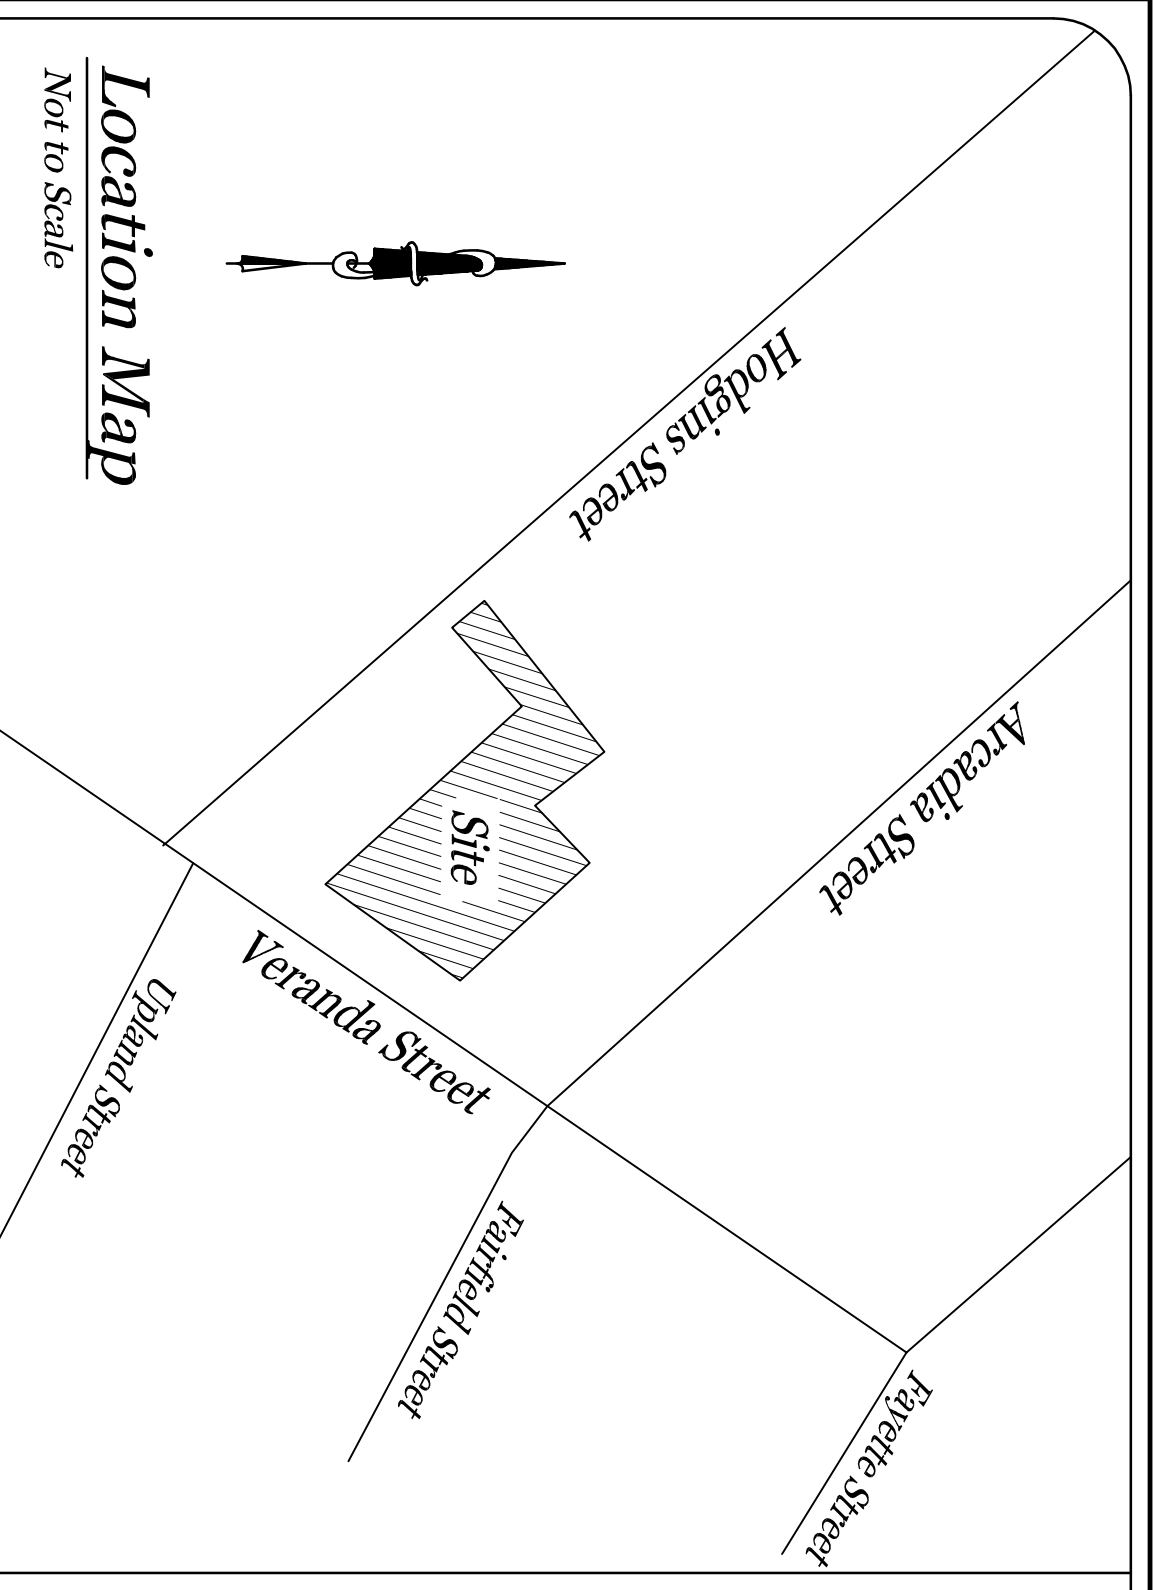 Location Map
Not to Scale
Hodgins Street
Arcadia Street
Site
Veranda Street
Upland Street
Fairfield Street
Fayette Street